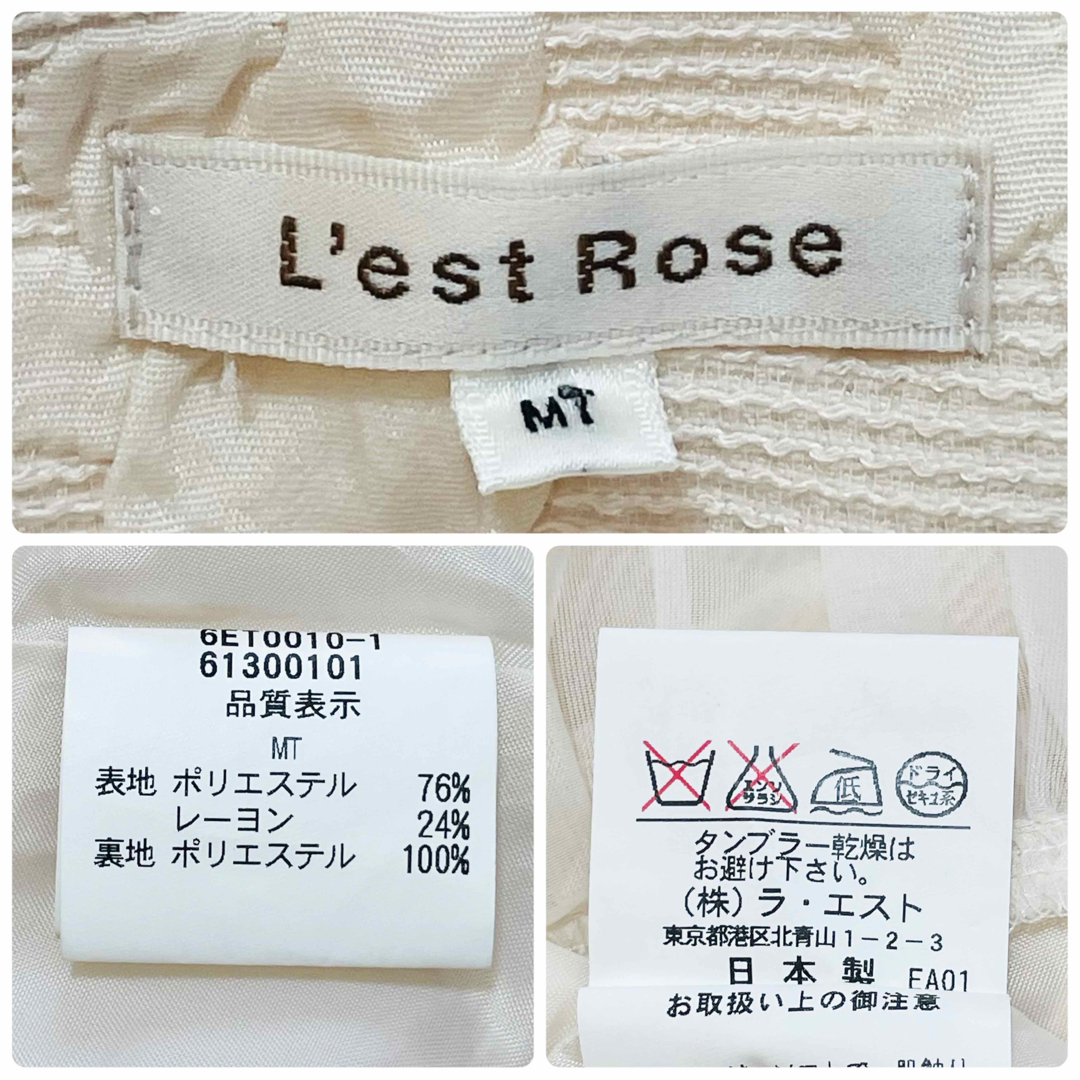 L'est Rose
MT
6ET0010-1
61300101
品質表示
MT
表地 ポリエステル 76%
レーヨン 24%
裏地 ポリエステル 100%
エンソ
サラシ
低
ドライ
セキユ系
タンブラー乾燥は
お避け下さい。
(株)ラ・エスト
東京都港区北青山1-2-3
日本製 EA01
お取扱い上の御注意